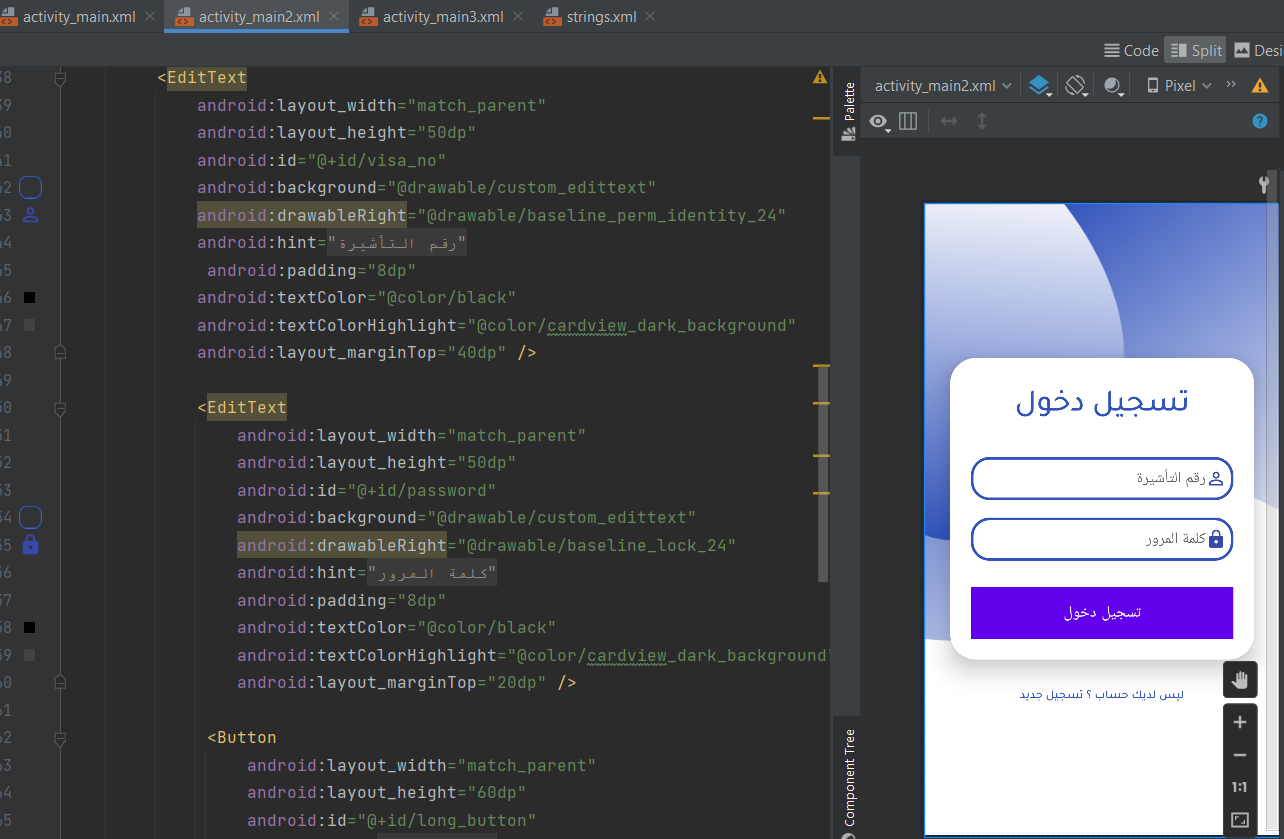 activity_main.xml
activity_main2.xml
activity_main3.xml
strings.xml
Code
Split
<EditText
android:layout_width="match_parent"
android:layout_height="50dp"
android:id="@+id/visa_no"
android:background="@drawable/custom_edittext"
android:drawableRight="@drawable/baseline_perm_identity_24"
android:hint="رقم التأشيرة"
android:padding="8dp"
android:textColor="@color/black"
android:textColorHighlight="@color/cardview_dark_background"
android:layout_marginTop="40dp" />
<EditText
android:layout_width="match_parent"
android:layout_height="50dp"
android:id="@+id/password"
android:background="@drawable/custom_edittext"
android:drawableRight="@drawable/baseline_lock_24"
android:hint="كلمة المرور"
android:padding="8dp"
android:textColor="@color/black"
android:textColorHighlight="@color/cardview_dark_background"
android:layout_marginTop="20dp" />
<Button
android:layout_width="match_parent"
android:layout_height="60dp"
android:id="@+id/long_button"
Palette
Component Tree
activity_main2.xml
Pixel
تسجيل دخول
رقم التأشيرة
كلمة المرور
تسجيل دخول
ليس لديك حساب ؟ تسجيل جديد
1:1